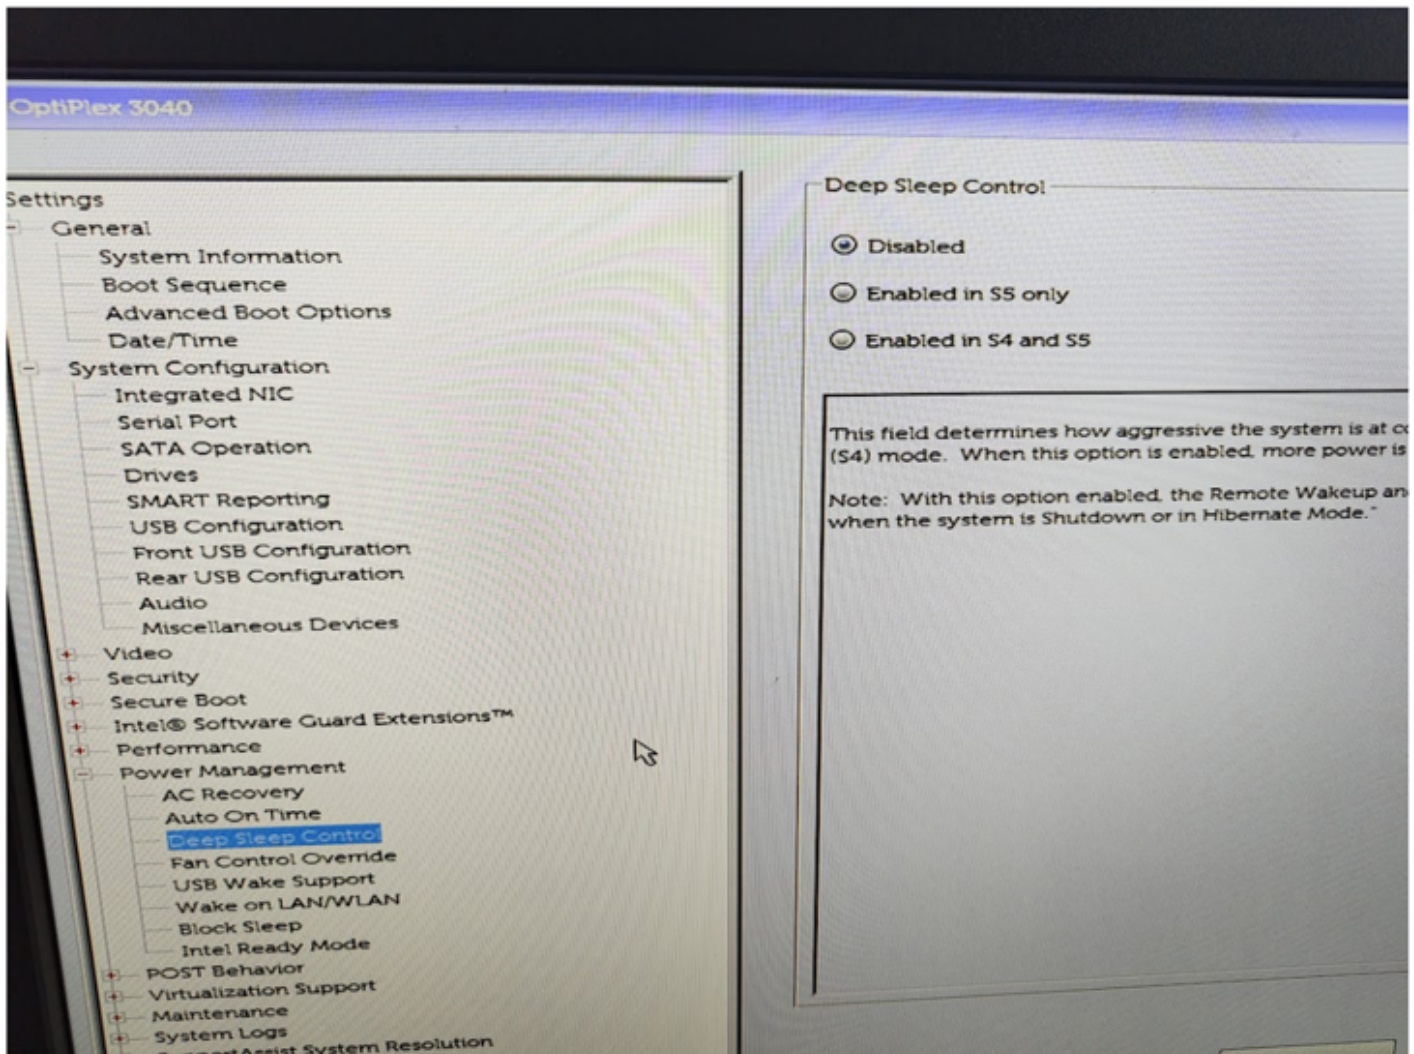 OptiPlex 3040
Settings
General
System Information
Boot Sequence
Advanced Boot Options
Date/Time
System Configuration
Integrated NIC
Serial Port
SATA Operation
Drives
SMART Reporting
USB Configuration
Front USB Configuration
Rear USB Configuration
Audio
Miscellaneous Devices
Video
Security
Secure Boot
Intel® Software Guard Extensions™
Performance
Power Management
AC Recovery
Auto On Time
Deep Sleep Control
Fan Control Override
USB Wake Support
Wake on LAN/WLAN
Block Sleep
Intel Ready Mode
POST Behavior
Virtualization Support
Maintenance
System Logs
SupportAssist System Resolution
Deep Sleep Control
Disabled
Enabled in S5 only
Enabled in S4 and S5
This field determines how aggressive the system is at
(S4) mode. When this option is enabled, more power is
Note: With this option enabled, the Remote Wakeup an
when the system is Shutdown or in Hibernate Mode."